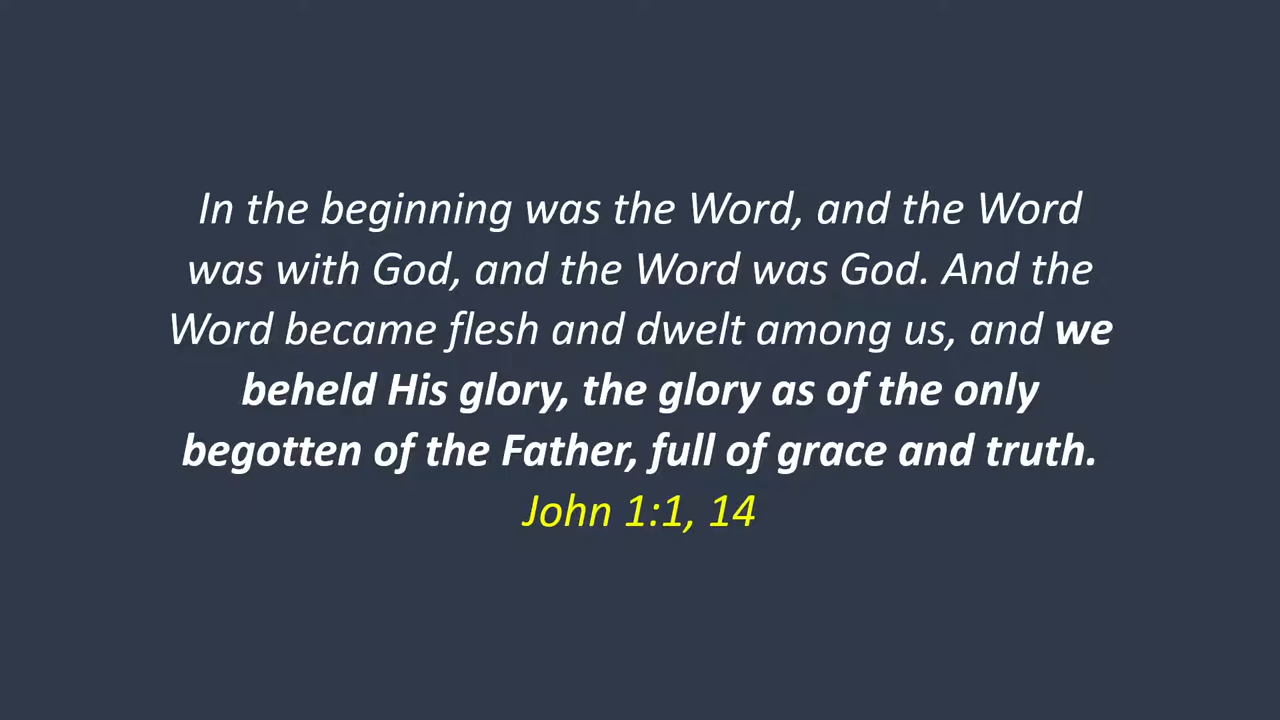 In the beginning was the Word, and the Word
was with God, and the Word was God. And the
Word became flesh and dwelt among us, and we
beheld His glory, the glory as of the only
begotten of the Father, full of grace and truth.
John 1:1, 14